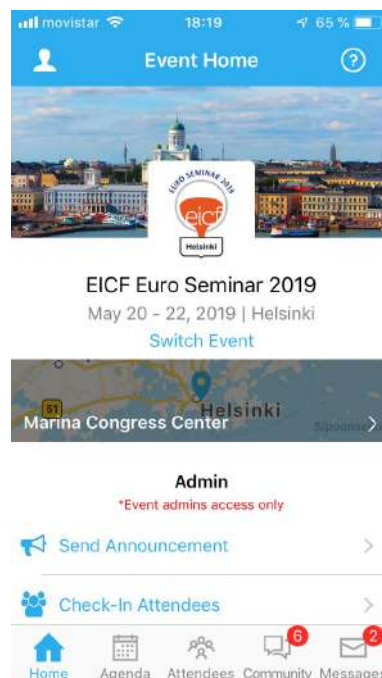 movistar 18:19 65 %
Event Home
?
EURO SEMINAR 2019
eicf
Helsinki
EICF Euro Seminar 2019
May 20 - 22, 2019 | Helsinki
Switch Event
51
Helsinki
Marina Congress Center
Admin
*Event admins access only
Send Announcement
Check-In Attendees
6
2
Home Agenda Attendees Community Messages